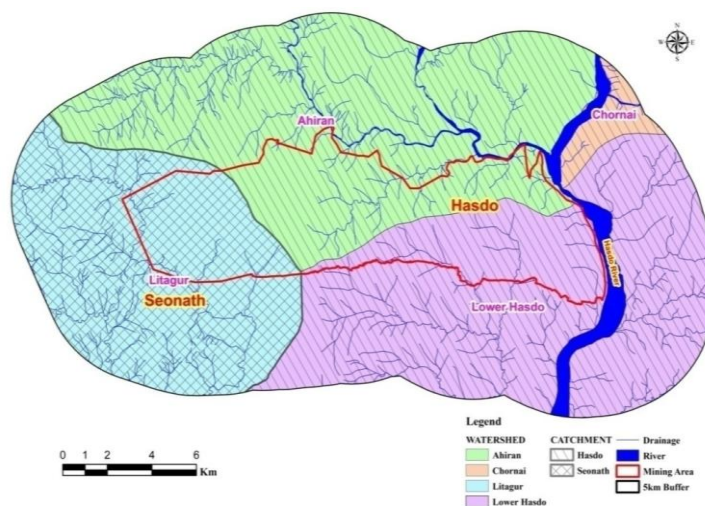 N
W E
S
Chornai
Ahiran
Hasdo
Hasdo River
Litagur
Seonath
Lower Hasdo
0 1 2 4 6
Km
Legend
WATERSHED
Ahiran
Chornai
Litagur
Lower Hasdo
CATCHMENT
Hasdo
Seonath
Drainage
River
Mining Area
5km Buffer